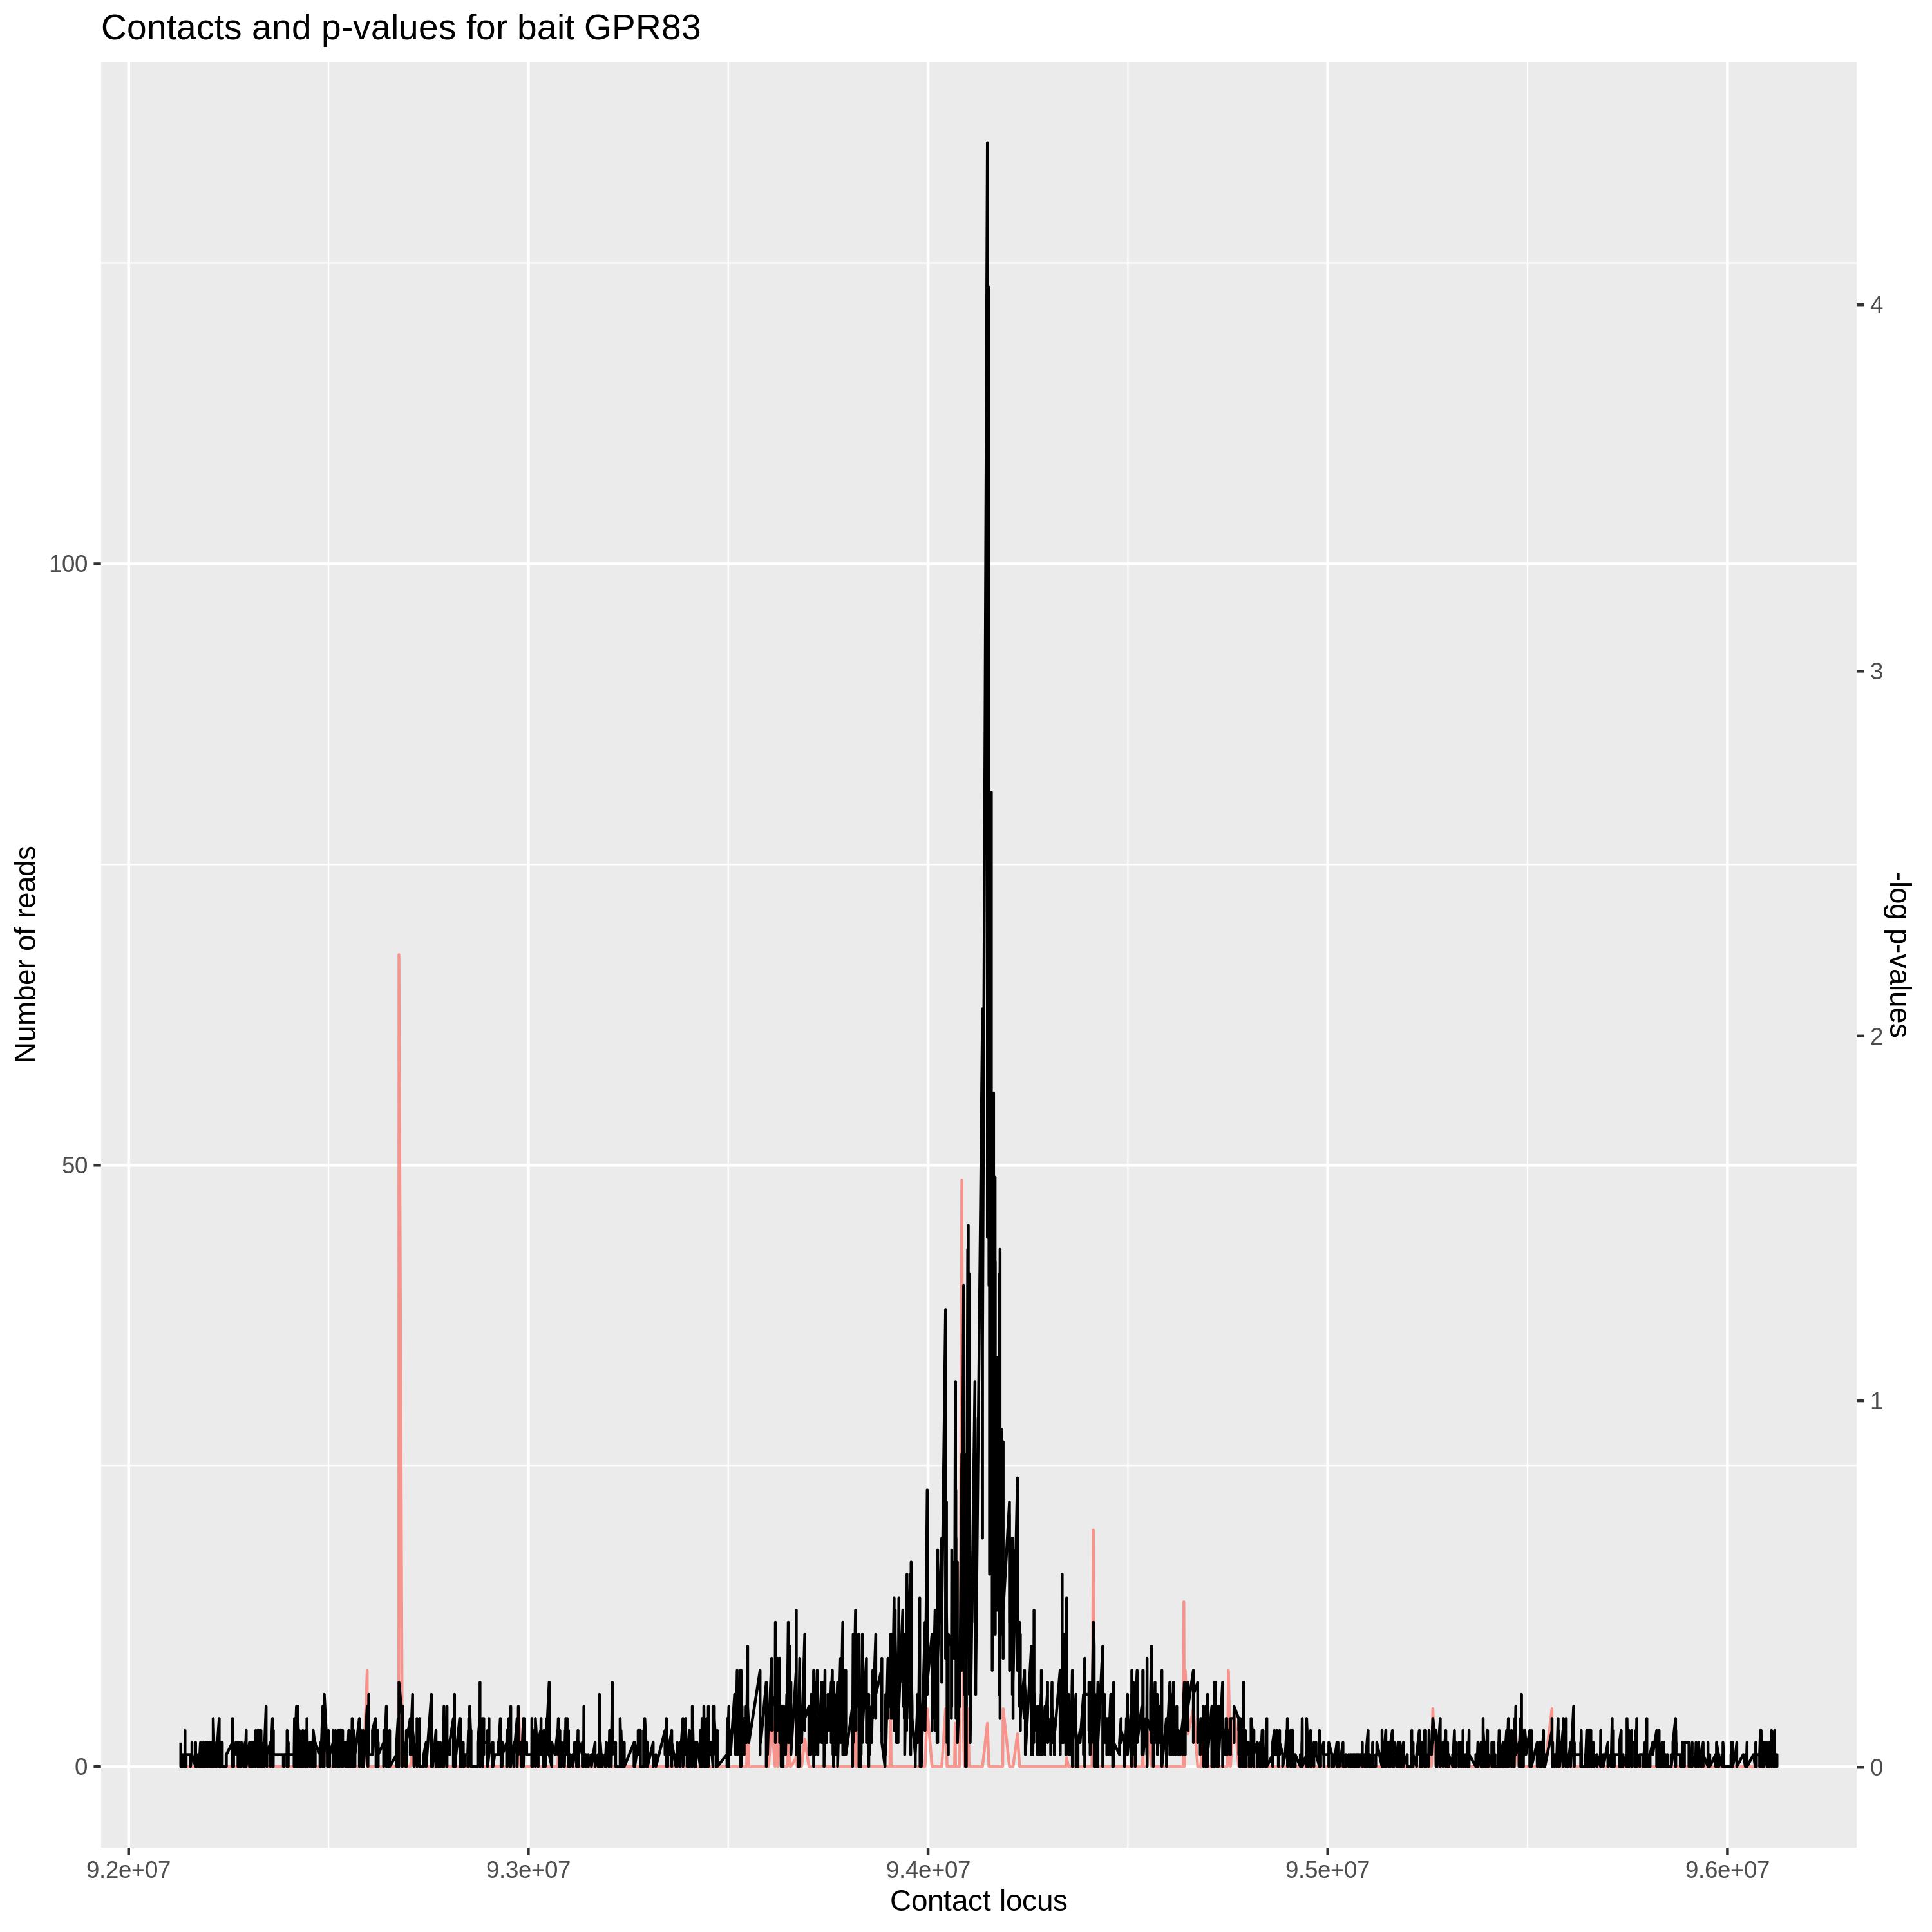 Contacts and p-values for bait GPR83
Number of reads
100
50
0
4
3
2
1
0
-log p-values
9.2e+07
9.3e+07
9.4e+07
9.5e+07
9.6e+07
Contact locus